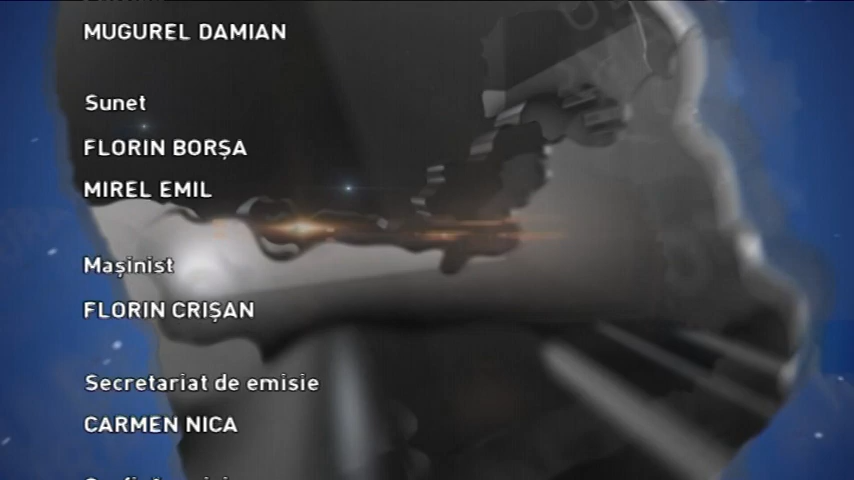 MUGUREL DAMIAN
Sunet
FLORIN BORȘA
MIREL EMIL
Mașinist
FLORIN CRIȘAN
Secretariat de emisie
CARMEN NICA